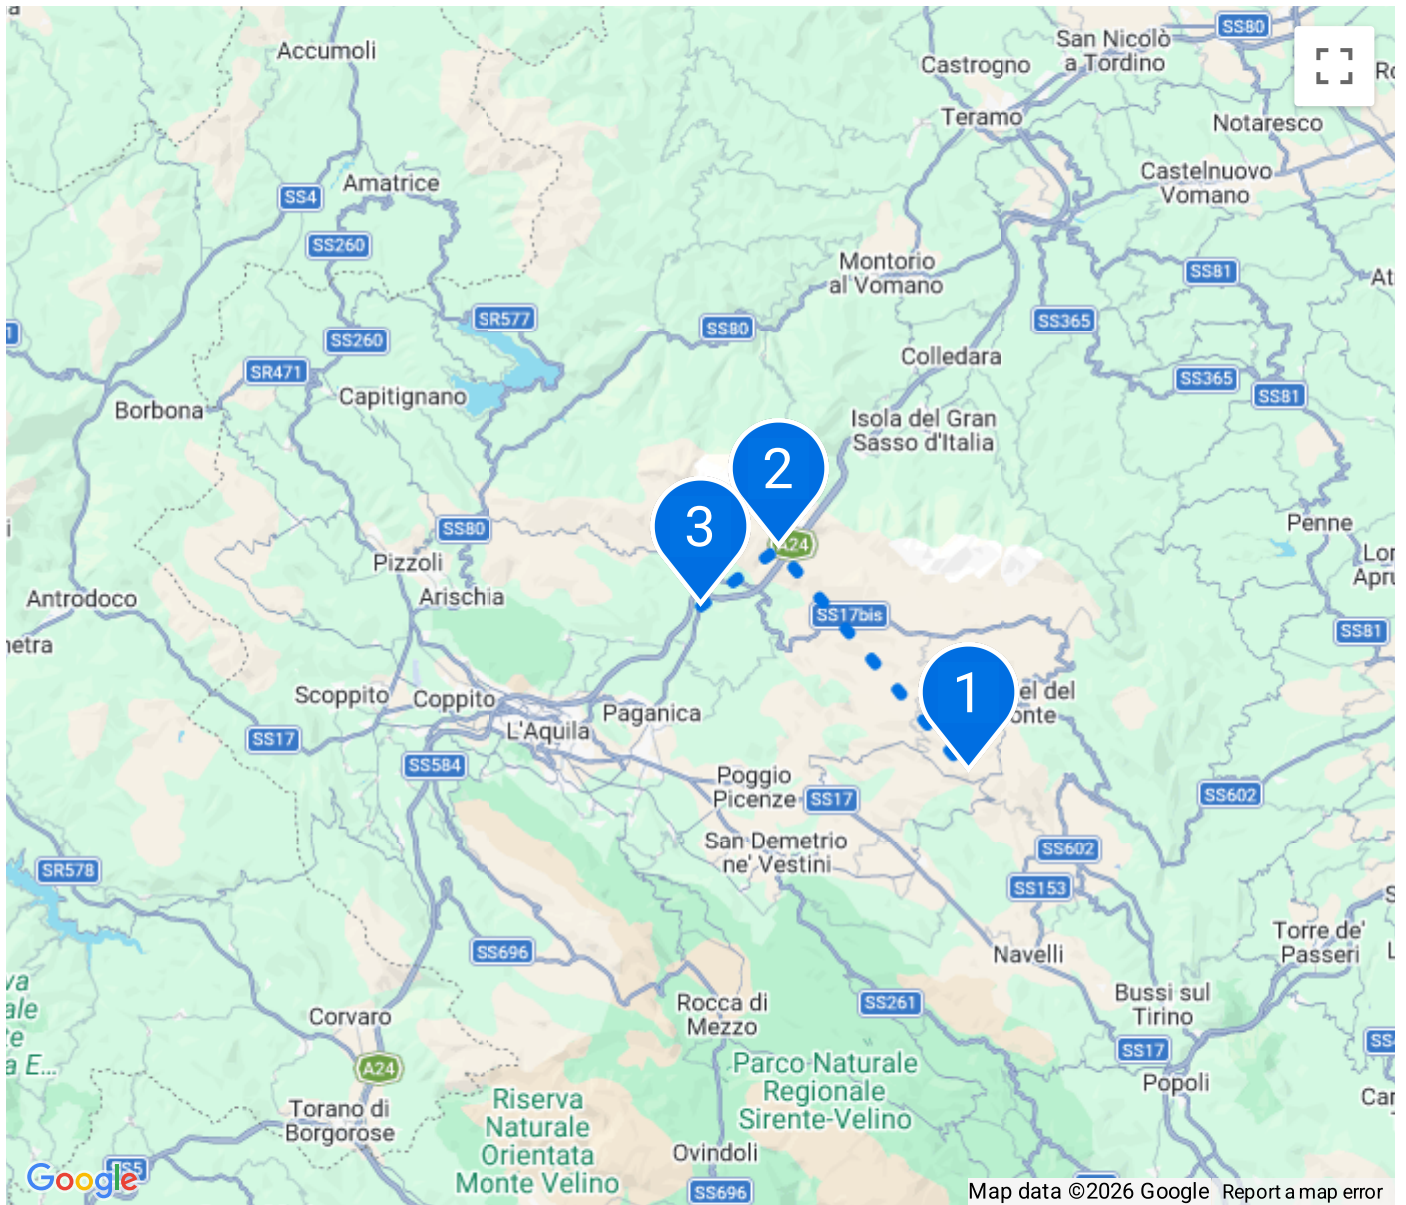 Accumoli
San Nicolò
a Tordino
SS80
Castrogno
Teramo
Notaresco
Amatrice
SS4
Castelnuovo
Vomano
SS260
Montorio
al Vomano
SS81
SR577
SS80
SS365
SS260
Colledara
SR471
SS365
SS81
Capitignano
Borbona
Isola del Gran
Sasso d'Italia
2
3
SS80
A24
Penne
Pizzoli
Antrodoco
Arischia
SS17bis
SS81
Scoppito
Coppito
1
el del
onte
Paganica
L'Aquila
SS17
SS584
Poggio
Picenze
SS17
SS602
San Demetrio
ne' Vestini
SS602
SR578
SS153
Torre de'
Passeri
SS696
Navelli
Rocca di
Mezzo
SS261
Bussi sul
Tirino
Corvaro
SS17
A24
Parco Naturale
Regionale
Sirente-Velino
Popoli
Riserva
Naturale
Orientata
Monte Velino
Torano di
Borgorose
Ovindoli
SS5
Google
SS696
Map data ©2026 Google
Report a map error